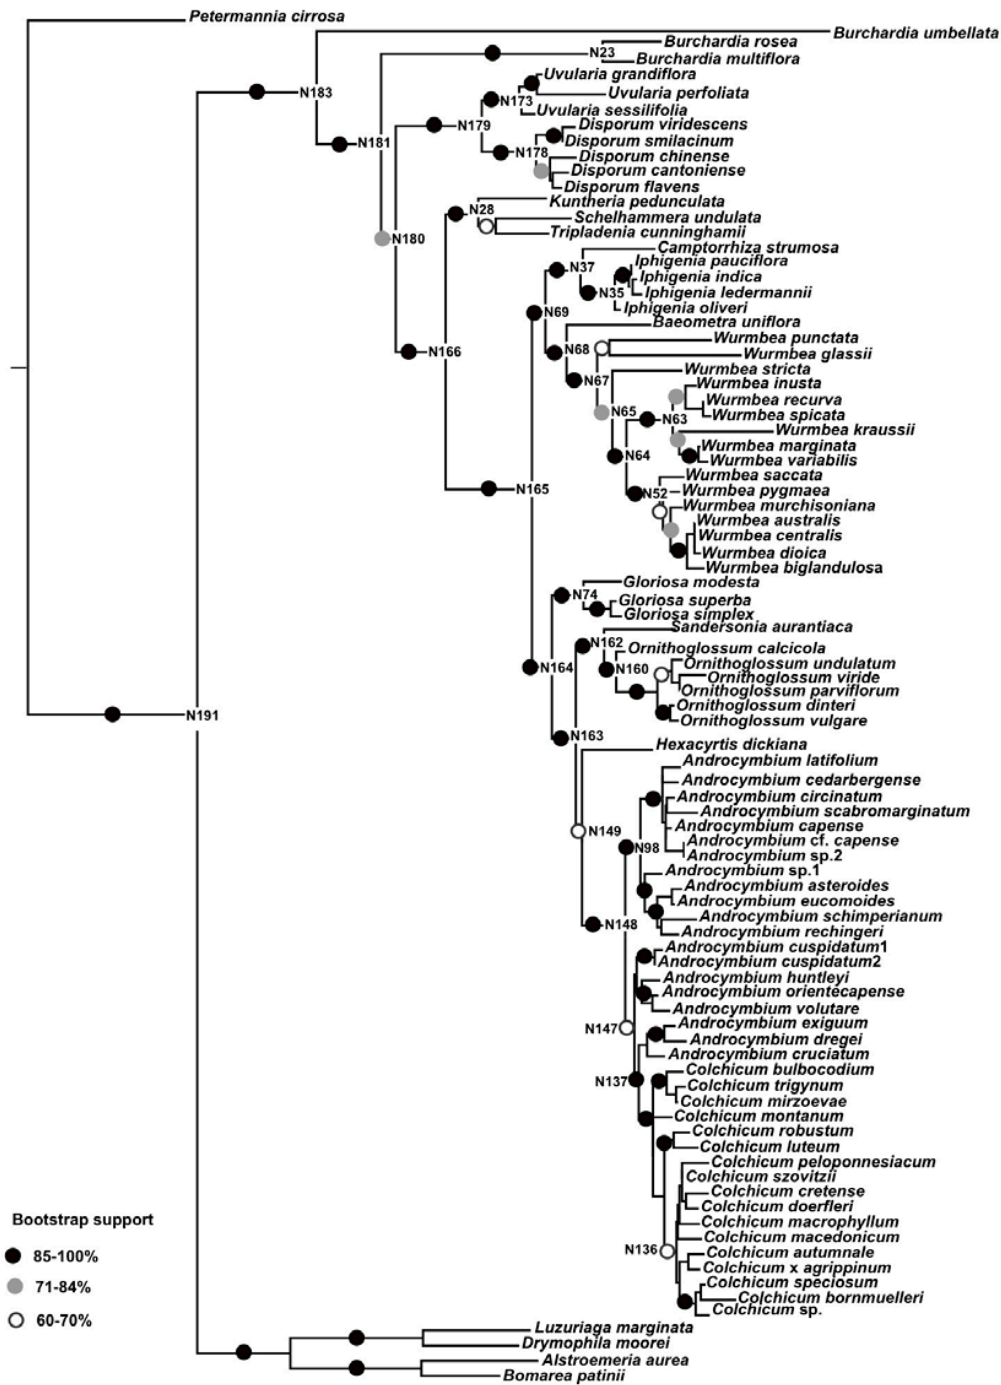 Petermannia cirrosa
Burchardia umbellata
Burchardia rosea
N23
Burchardia multiflora
Uvularia grandiflora
N183
Uvularia perfoliata
N173
Uvularia sessilifolia
N179
Disporum viridescens
N181
Disporum smilacinum
N178
Disporum chinense
Disporum cantoniense
Disporum flavens
Kuntheria pedunculata
N28
Schelhammera undulata
Tripladenia cunninghamii
N180
Camptorrhiza strumosa
Iphigenia pauciflora
N37
Iphigenia indica
N35
Iphigenia ledermannii
Iphigenia oliveri
N69
Baeometra uniflora
Wurmbea punctata
N166
N68
Wurmbea glassii
Wurmbea stricta
N67
Wurmbea inusta
Wurmbea recurva
N65
Wurmbea spicata
N63
Wurmbea kraussii
Wurmbea marginata
N64
Wurmbea variabilis
Wurmbea saccata
N165
N52
Wurmbea pygmaea
Wurmbea murchisoniana
Wurmbea australis
Wurmbea centralis
Wurmbea dioica
Wurmbea biglandulosa
Gloriosa modesta
N74
Gloriosa superba
Gloriosa simplex
Sandersonia aurantiaca
N162
Ornithoglossum calcicola
N164
N160
Ornithoglossum undulatum
Ornithoglossum viride
Ornithoglossum parviflorum
Ornithoglossum dinteri
N191
Ornithoglossum vulgare
N163
Hexacyrtis dickiana
Androcymbium latifolium
Androcymbium cedarbergense
Androcymbium circinatum
Androcymbium scabromarginatum
Androcymbium capense
N149
Androcymbium cf. capense
N98
Androcymbium sp.2
Androcymbium sp.1
Androcymbium asteroides
Androcymbium eucomoides
Androcymbium schimperianum
N148
Androcymbium rechingeri
Androcymbium cuspidatum1
Androcymbium cuspidatum2
Androcymbium huntleyi
Androcymbium orientecapense
Androcymbium volutare
N147
Androcymbium exiguum
Androcymbium dregei
Androcymbium cruciatum
Colchicum bulbocodium
N137
Colchicum trigynum
Colchicum mirzoevae
Colchicum montanum
Colchicum robustum
Colchicum luteum
Colchicum peloponnesiacum
Colchicum szovitzii
Colchicum cretense
Colchicum doerfleri
Colchicum macrophyllum
Colchicum macedonicum
N136
Colchicum autumnale
Colchicum x agrippinum
Colchicum speciosum
Colchicum bornmuelleri
Colchicum sp.
Luzuriaga marginata
Drymophila moorei
Alstroemeria aurea
Bomarea patinii
Bootstrap support
85-100%
71-84%
60-70%